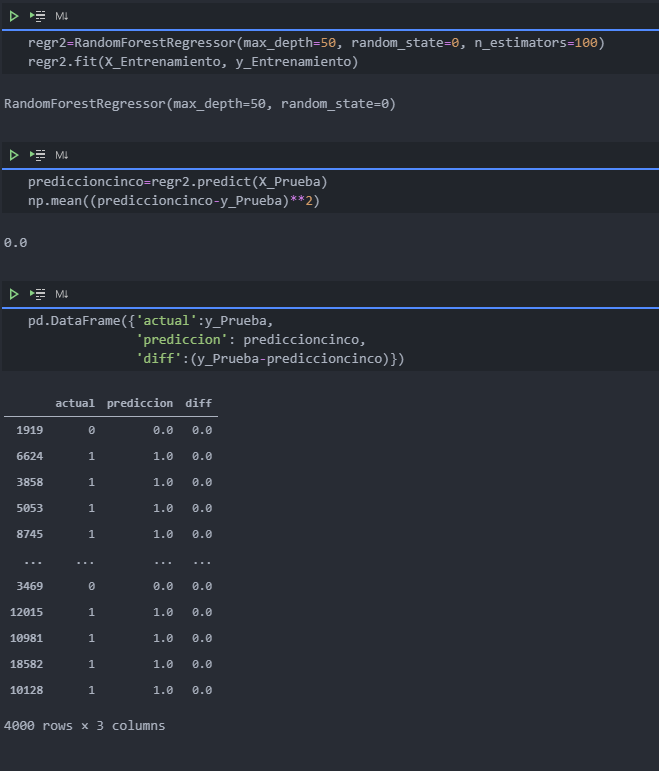 M↓
regr2=RandomForestRegressor(max_depth=50, random_state=0, n_estimators=100)
regr2.fit(X_Entrenamiento, y_Entrenamiento)
RandomForestRegressor(max_depth=50, random_state=0)
M↓
prediccioncinco=regr2.predict(X_Prueba)
np.mean((prediccioncinco-y_Prueba)**2)
0.0
M↓
pd.DataFrame({'actual':y_Prueba,
'prediccion': prediccioncinco,
'diff':(y_Prueba-prediccioncinco)})
actual prediccion diff
1919 0 0.0 0.0
6624 1 1.0 0.0
3858 1 1.0 0.0
5053 1 1.0 0.0
8745 1 1.0 0.0
... ... ... ...
3469 0 0.0 0.0
12015 1 1.0 0.0
10981 1 1.0 0.0
18582 1 1.0 0.0
10128 1 1.0 0.0
4000 rows × 3 columns